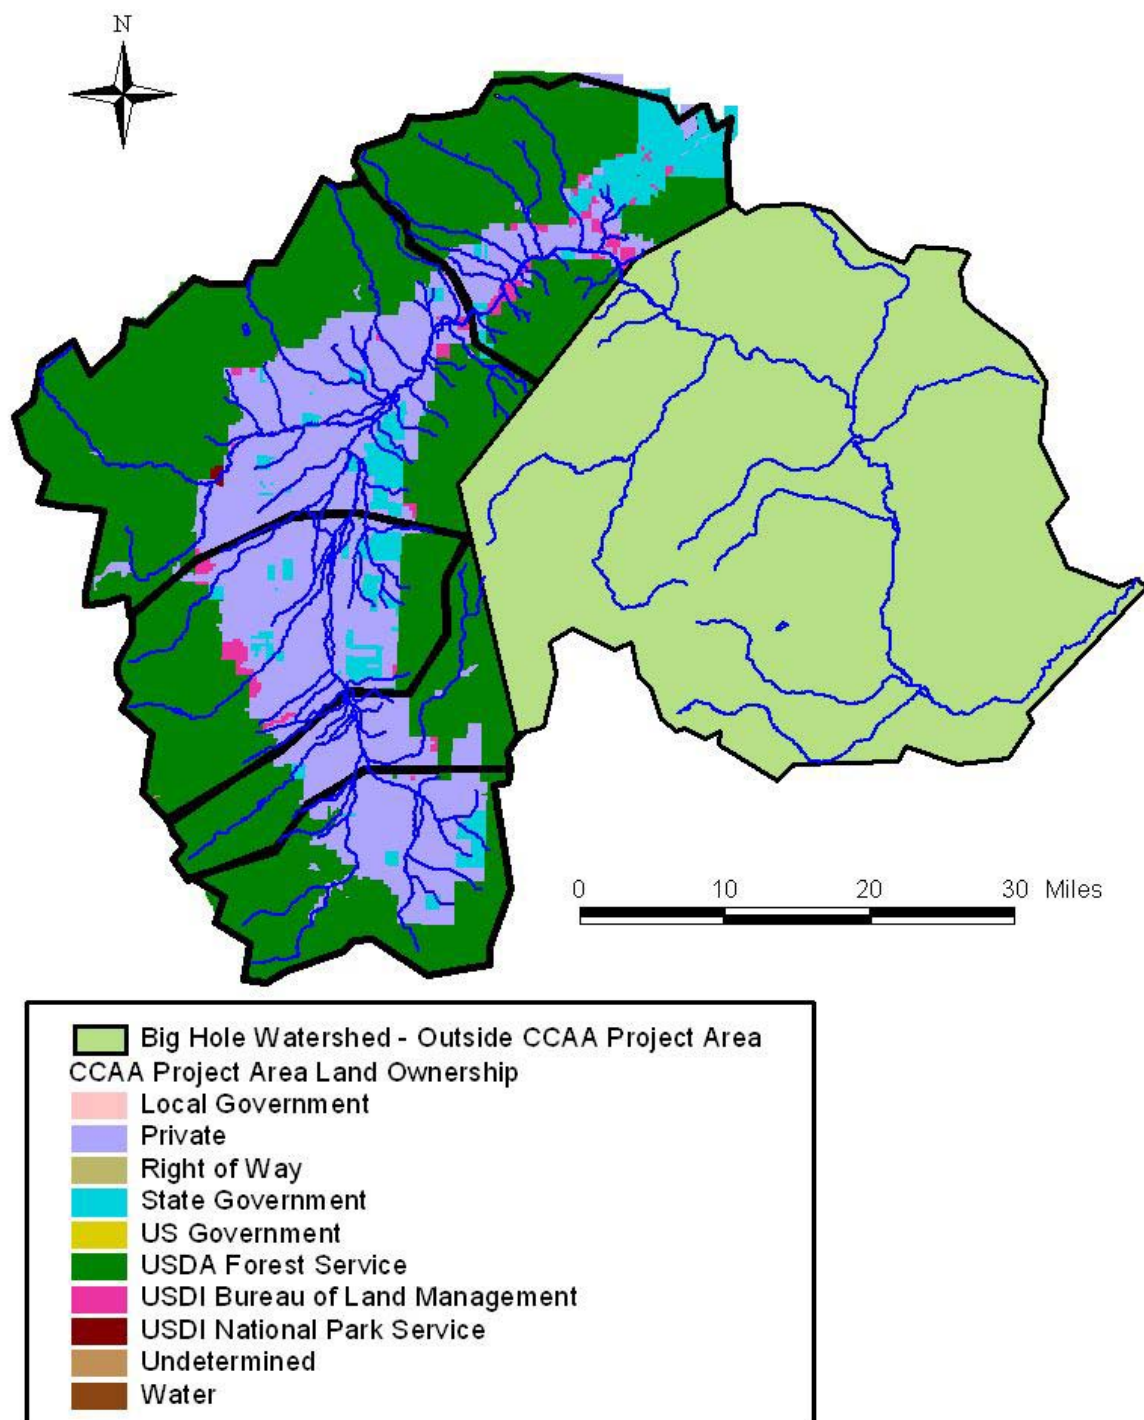 N
0 10 20 30 Miles
Big Hole Watershed - Outside CCAA Project Area
CCAA Project Area Land Ownership
Local Government
Private
Right of Way
State Government
US Government
USDA Forest Service
USDI Bureau of Land Management
USDI National Park Service
Undetermined
Water